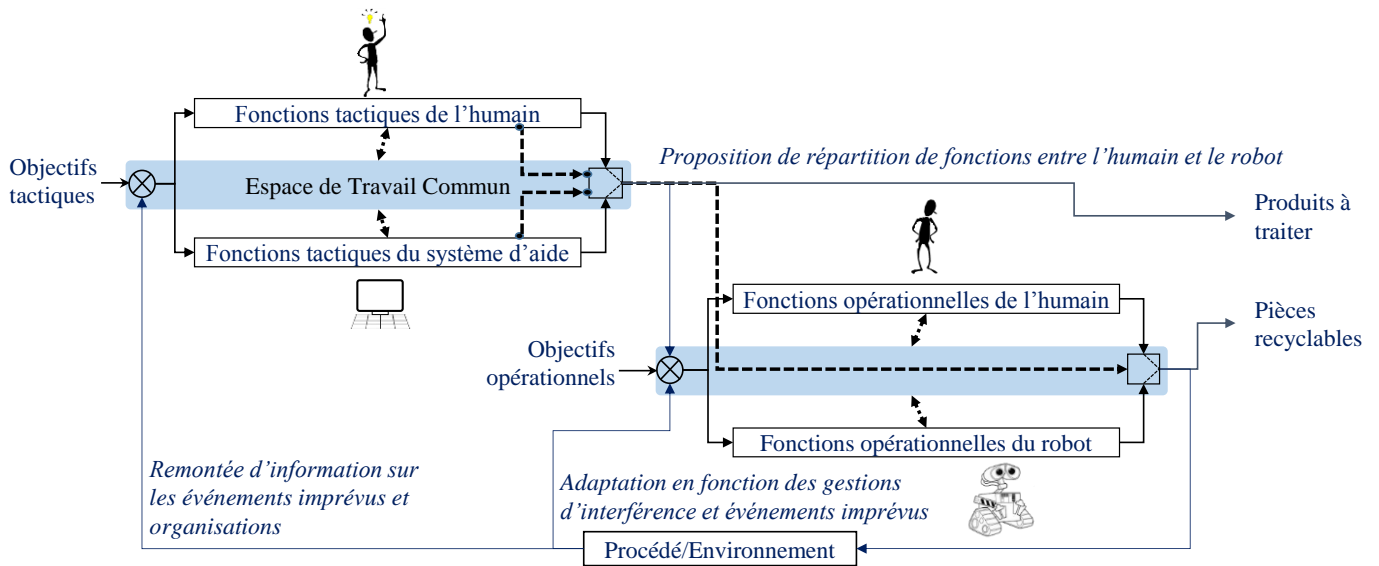 Fonctions tactiques de l’humain
Objectifs
tactiques
Espace de Travail Commun
Fonctions tactiques du système d’aide
Proposition de répartition de fonctions entre l’humain et le robot
Produits à
traiter
Fonctions opérationnelles de l’humain
Pièces
recyclables
Objectifs
opérationnels
Fonctions opérationnelles du robot
Remontée d’information sur
les événements imprévus et
organisations
Adaptation en fonction des gestions
d’interférence et événements imprévus
Procédé/Environnement